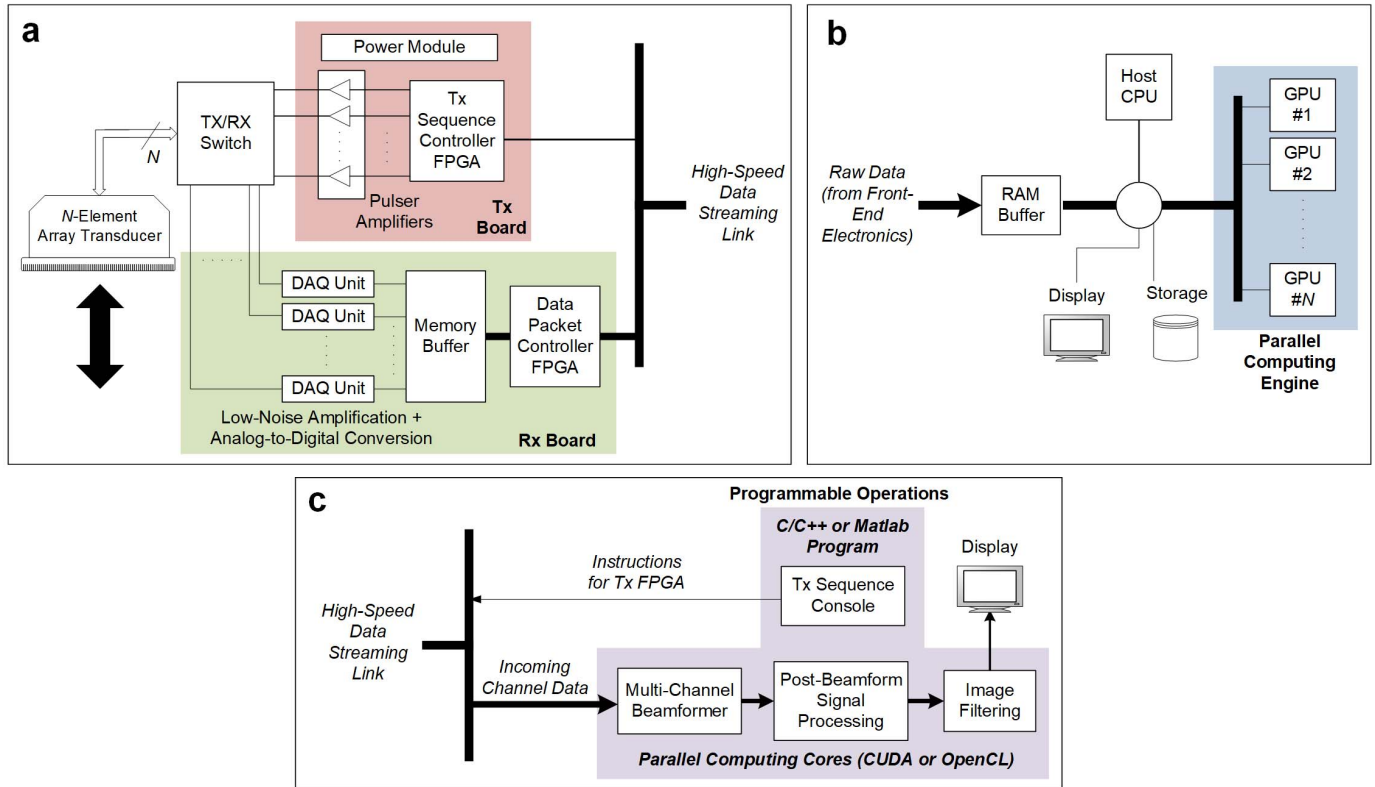 a
Power Module
TX/RX
Switch
Tx
Sequence
Controller
FPGA
N
N-Element
Array Transducer
Pulser
Amplifiers
Tx
Board
High-Speed
Data
Streaming
Link
DAQ Unit
DAQ Unit
DAQ Unit
Memory
Buffer
Data
Packet
Controller
FPGA
Low-Noise Amplification +
Analog-to-Digital Conversion
Rx Board
b
Host
CPU
GPU
#1
GPU
#2
GPU
#N
Raw Data
(from Front-
End
Electronics)
RAM
Buffer
Display
Storage
Parallel
Computing
Engine
c
Programmable Operations
C/C++ or Matlab
Program
Instructions
for Tx FPGA
Tx Sequence
Console
Display
High-Speed
Data
Streaming
Link
Incoming
Channel Data
Multi-Channel
Beamformer
Post-Beamform
Signal
Processing
Image
Filtering
Parallel Computing Cores (CUDA or OpenCL)